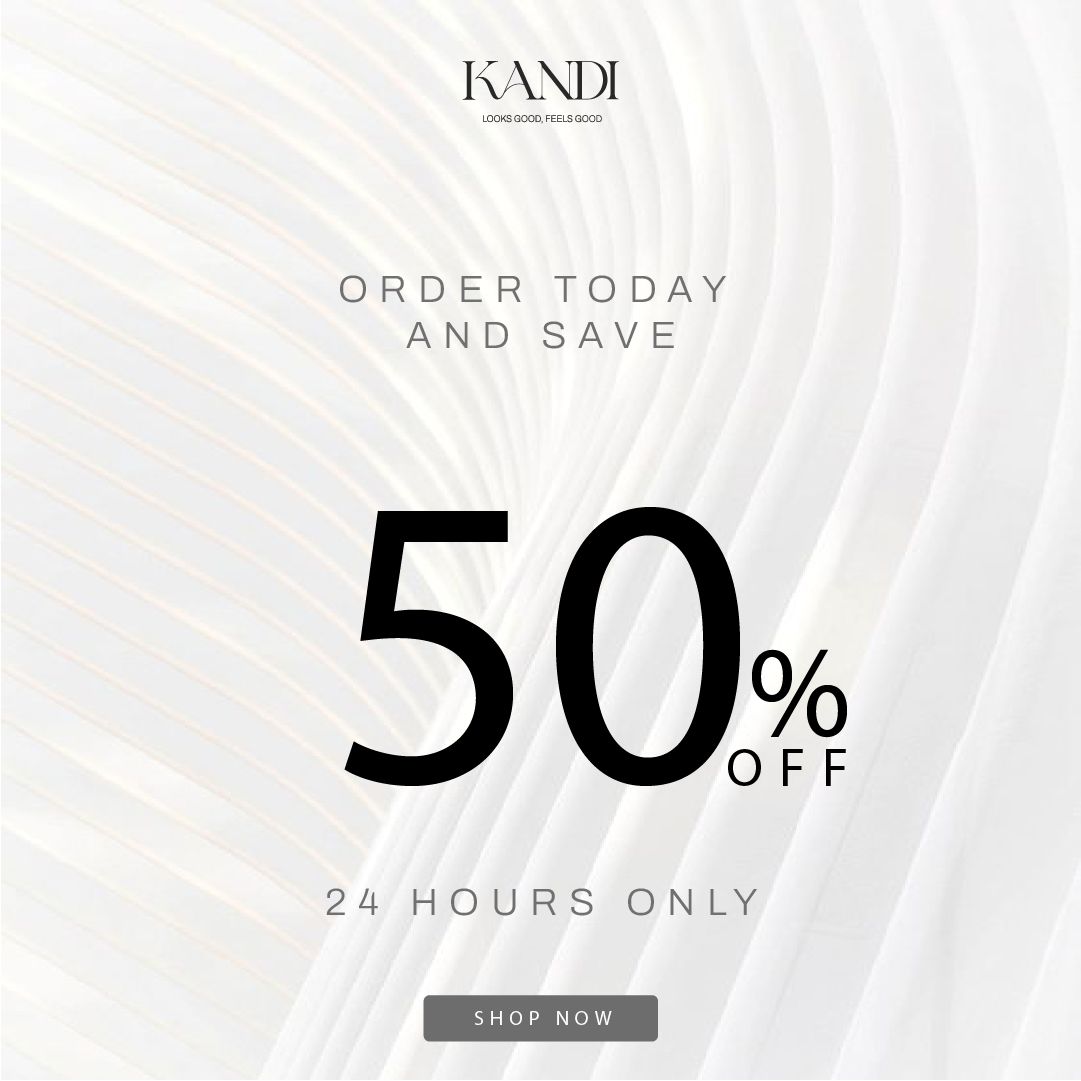 KANDI
LOOKS GOOD, FEELS GOOD
ORDER TODAY
AND SAVE
50%
OFF
24 HOURS ONLY
SHOP NOW